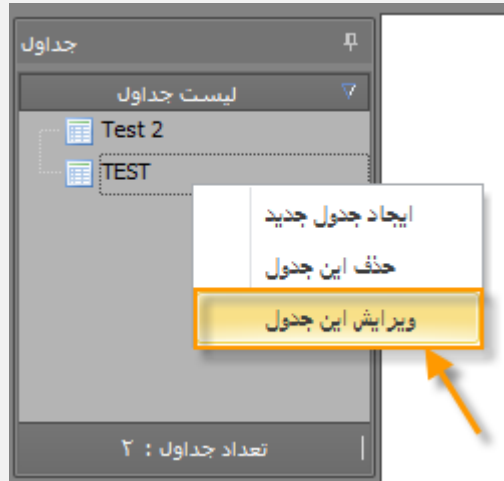 جداول
لیست جداول
Test 2
TEST
ایجاد جدول جدید
حذف این جدول
ویرایش این جدول
تعداد جداول : ۲